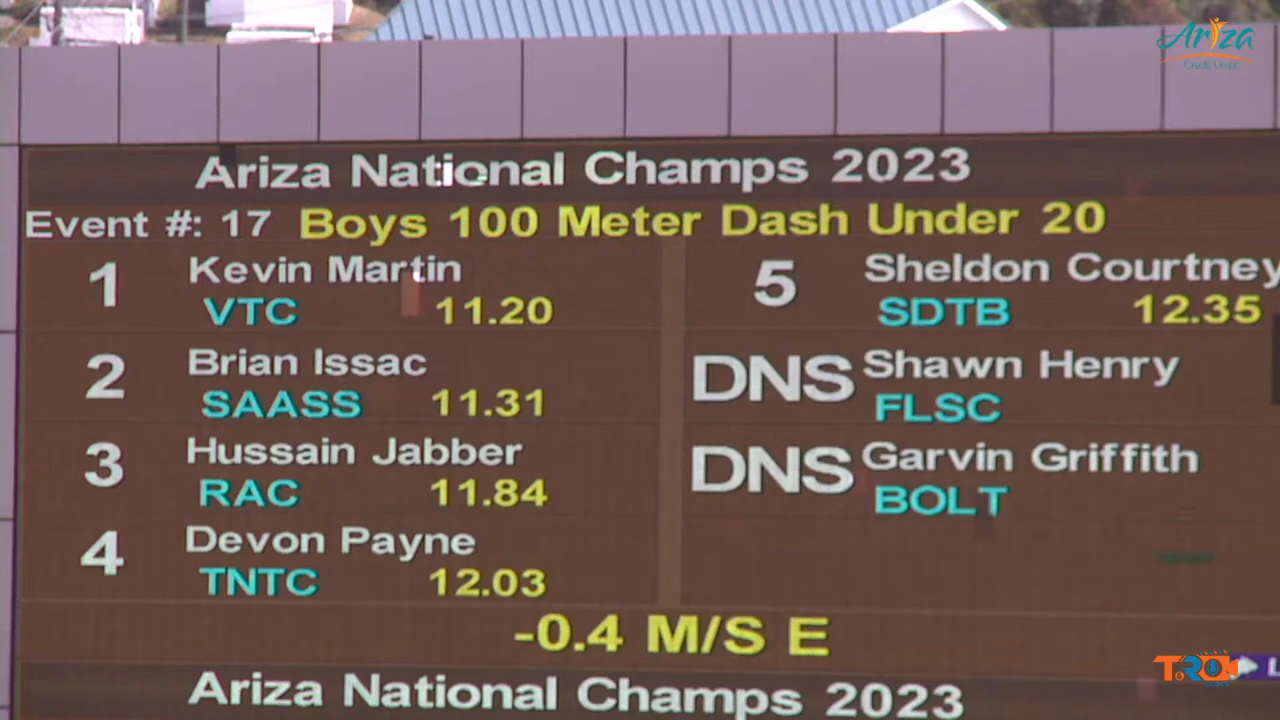 Ariza
Credit Union
Ariza National Champs 2023
Event #: 17 Boys 100 Meter Dash Under 20
1 Kevin Martin
VTC 11.20
2 Brian Issac
SAASS 11.31
3 Hussain Jabber
RAC 11.84
4 Devon Payne
TNTC 12.03
5 Sheldon Courtney
SDTB 12.35
DNS Shawn Henry
FLSC
DNS Garvin Griffith
BOLT
-0.4 M/S E
Ariza National Champs 2023